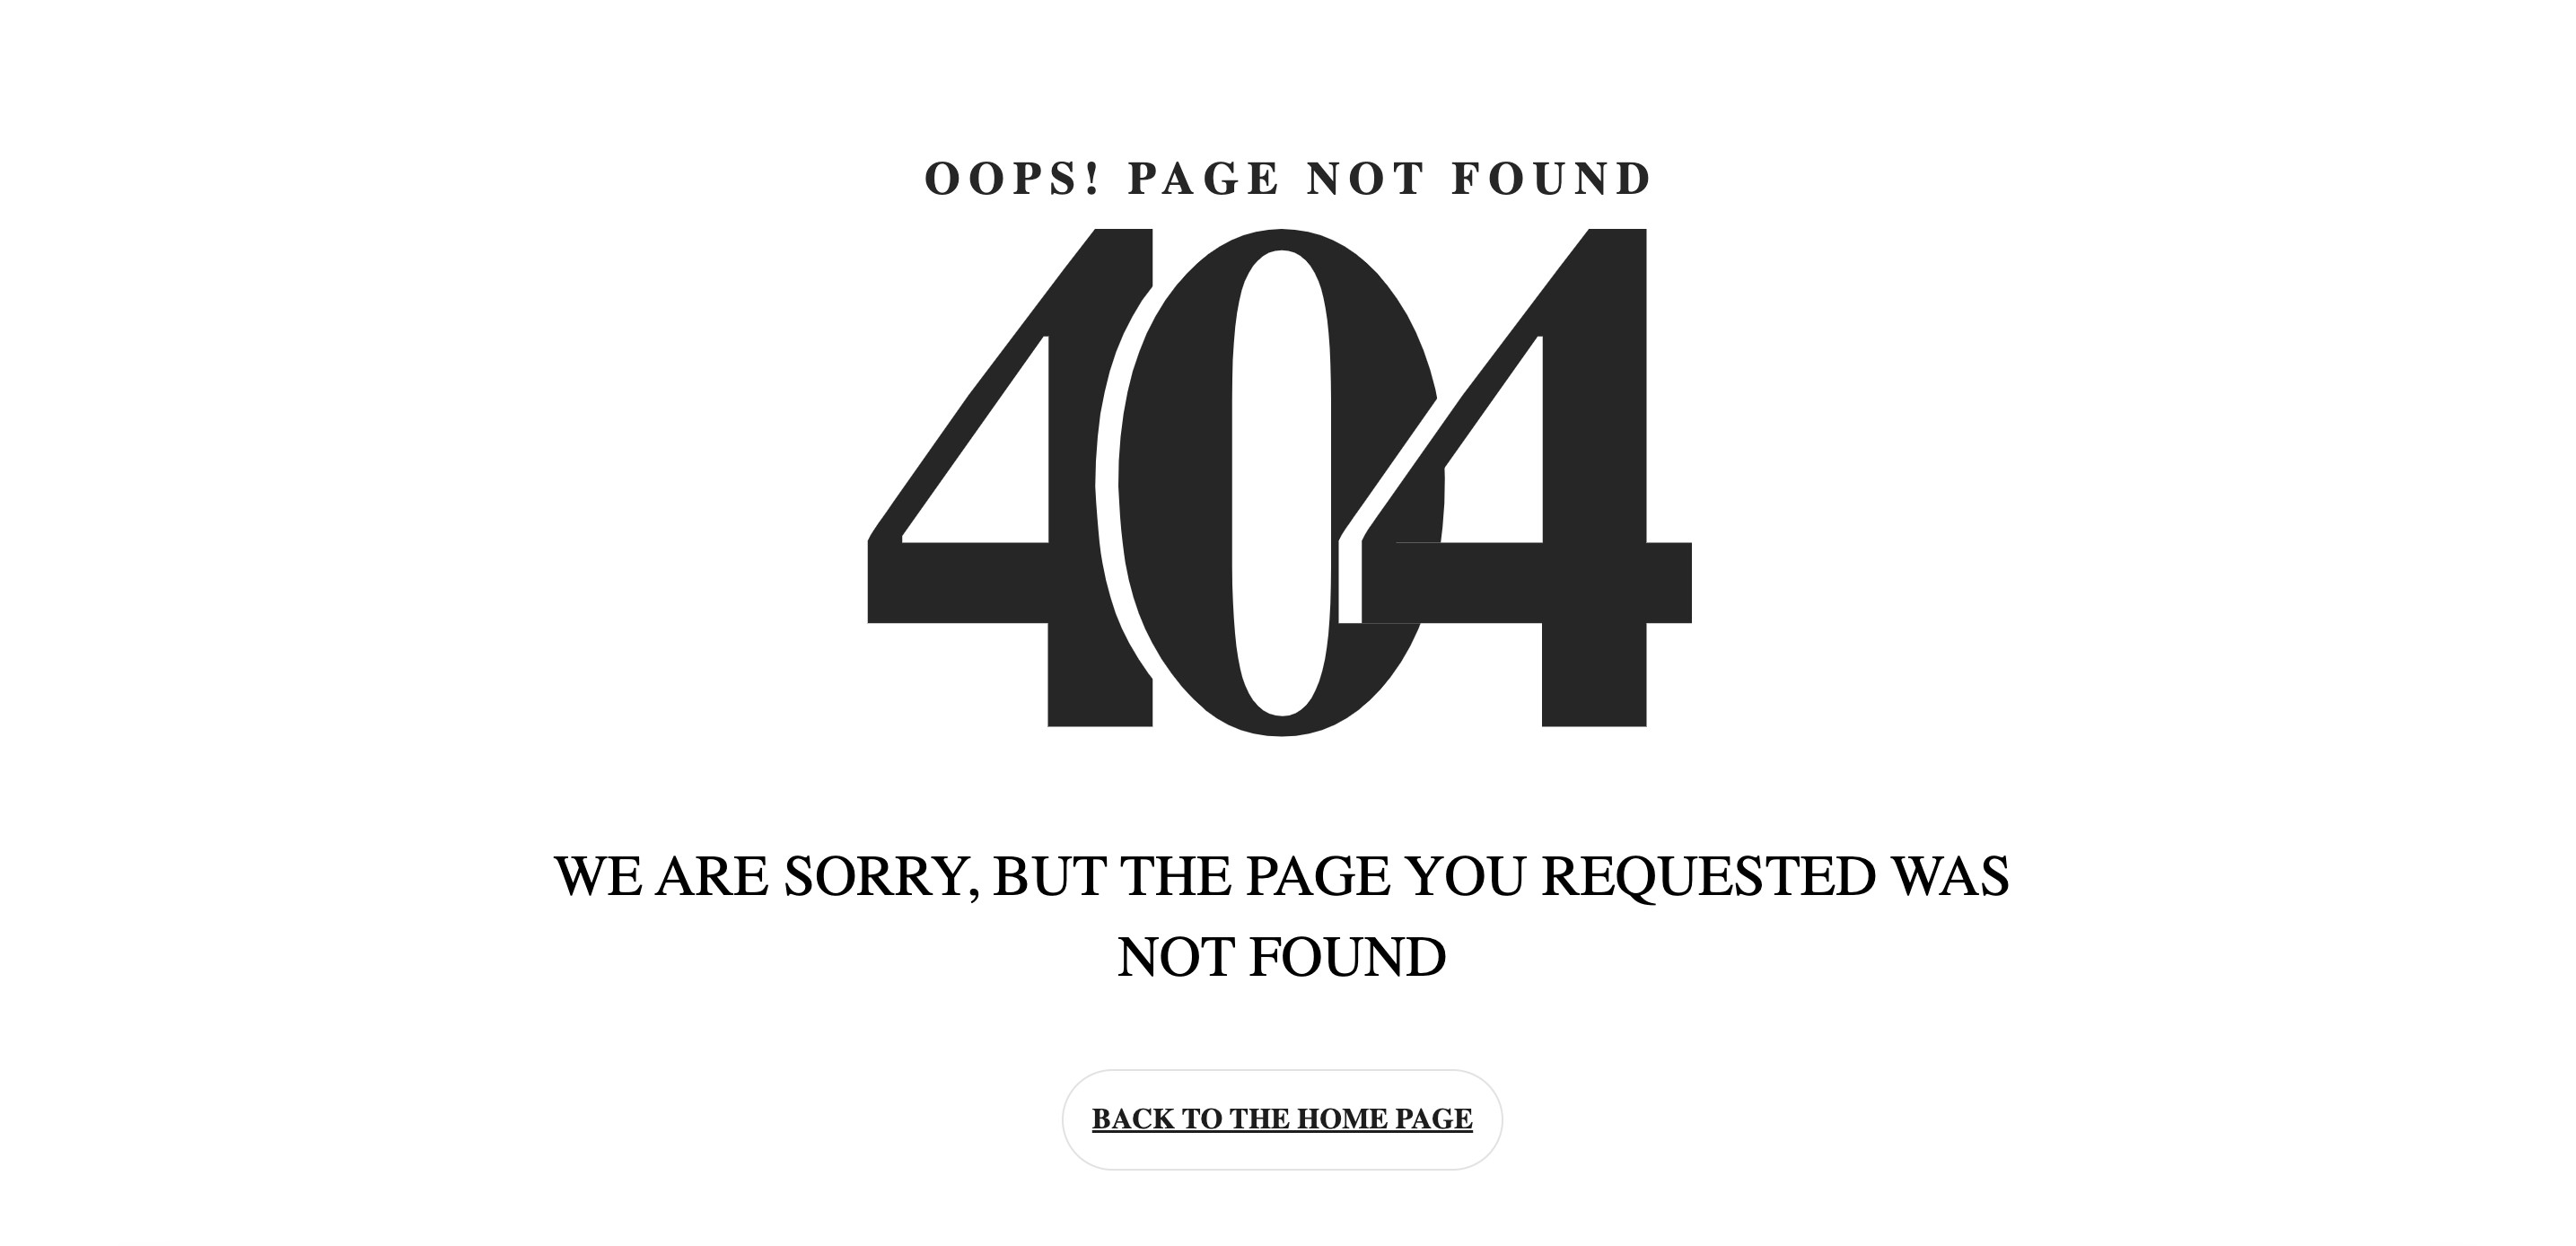 OOPS! PAGE NOT FOUND
404
WE ARE SORRY, BUT THE PAGE YOU REQUESTED WAS
NOT FOUND
BACK TO THE HOME PAGE